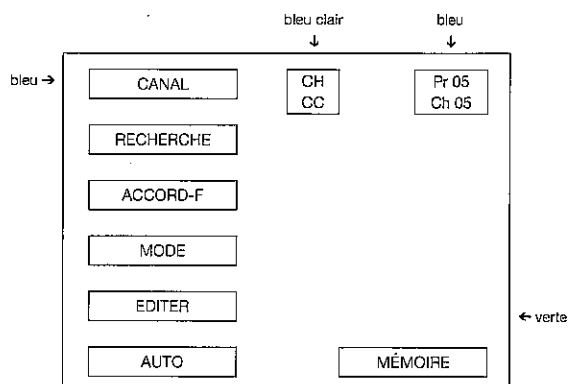 bleu clair
bleu
bleu →
CANAL
CH
CC
Pr 05
Ch 05
RECHERCHE
ACCORD-F
MODE
EDITER
← verte
AUTO
MÉMOIRE